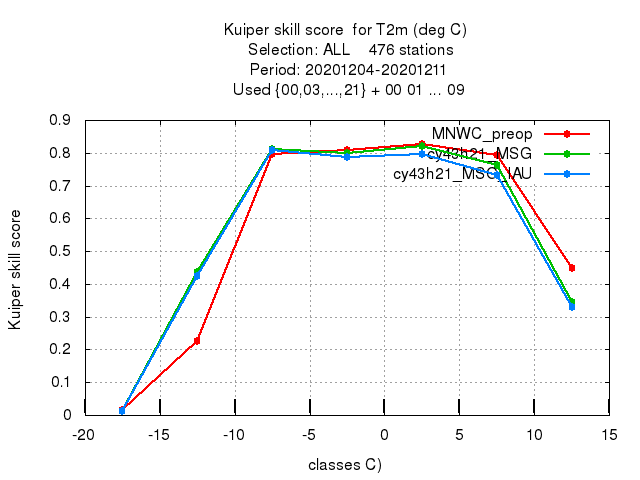 Kuiper skill score for T2m (deg C)
Selection: ALL 476 stations
Period: 20201204-20201211
Used {00,03,...,21} + 00 01 ... 09
MNWC_preop
cy43h21_MSG
cy43h21_MSG_IAU
0.9
0.8
0.7
0.6
0.5
0.4
0.3
0.2
0.1
0
Kuiper skill score
-20 -15 -10 -5 0 5 10 15
classes C)